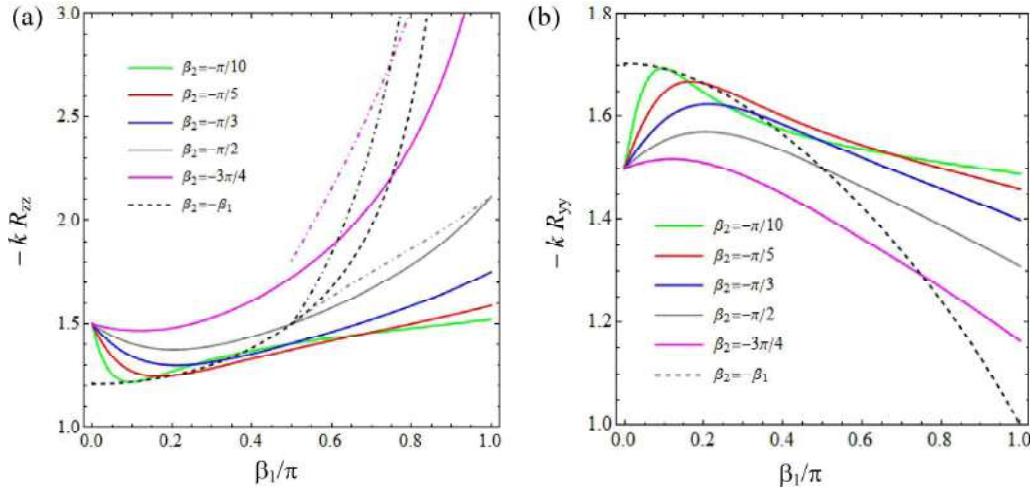 (a)
3.0
2.5
2.0
1.5
1.0
− k R_zz
β₂=−π/10
β₂=−π/5
β₂=−π/3
β₂=−π/2
β₂=−3π/4
β₂=−β₁
0.0 0.2 0.4 0.6 0.8 1.0
β₁/π
(b)
1.8
1.6
1.4
1.2
1.0
− k R_yy
β₂=−π/10
β₂=−π/5
β₂=−π/3
β₂=−π/2
β₂=−3π/4
β₂=−β₁
0.0 0.2 0.4 0.6 0.8 1.0
β₁/π